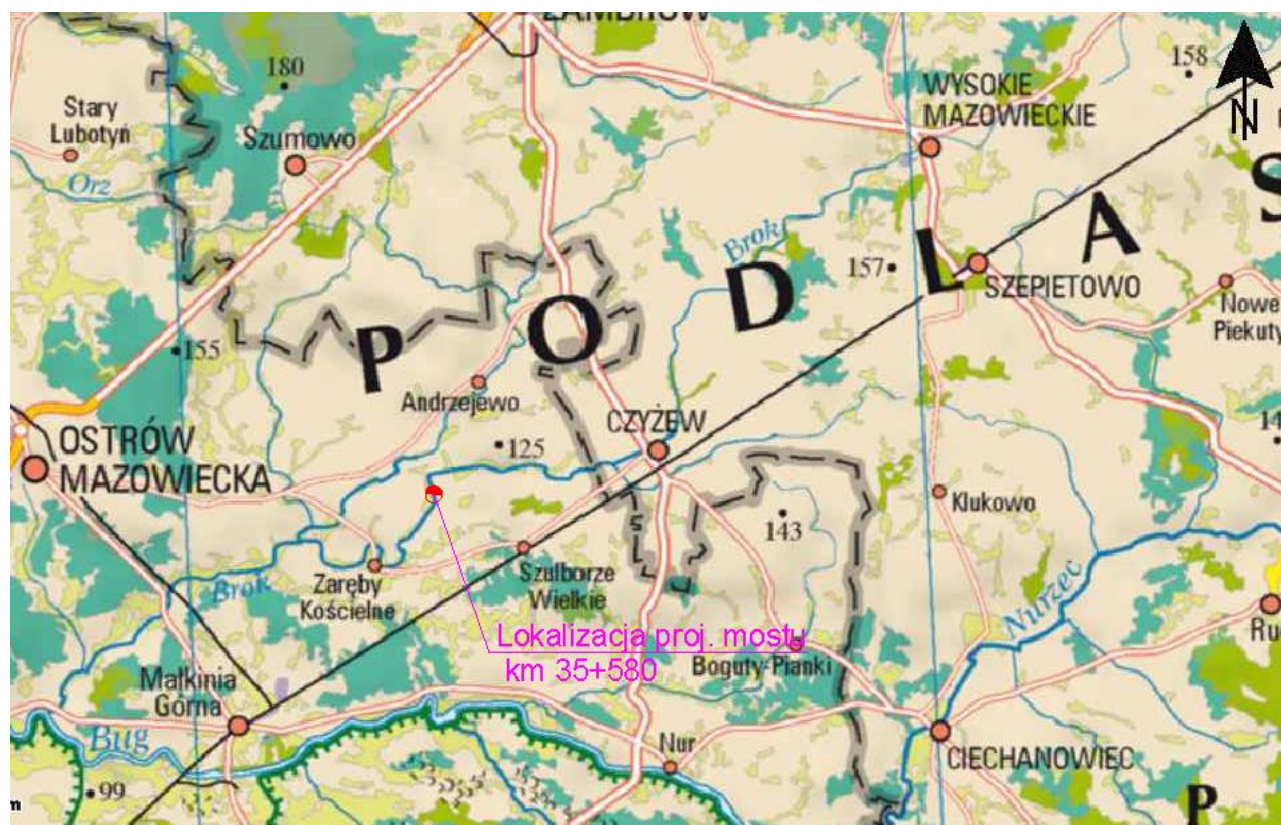 ZAMBRÓW
180
158
WYSOKIE
MAZOWIECKIE
N
Stary
Lubotyń
Szumowo
Orz
S
A
Brok
157
L
D
SZEPIETOWO
Nowe
Piekuty
O
P
155
Andrzejewo
CZYŻEW
OSTRÓW
MAZOWIECKA
125
Klukowo
143
Zaręby
Kościelne
Brok
Szulborze
Wielkie
Nurzec
Ru
Lokalizacja proj. mostu
km 35+580
Boguty-Pianki
Małkinia
Górna
Bug
Nur
CIECHANOWIEC
99
P
m